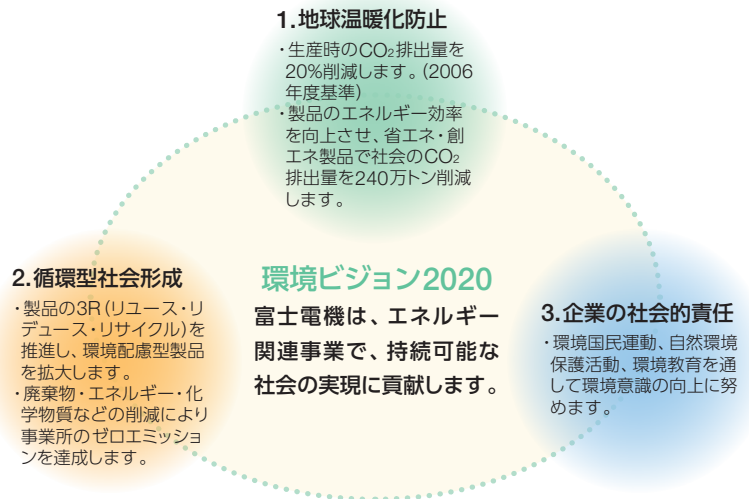 1.地球温暖化防止
・生産時のCO₂排出量を
20%削減します。(2006
年度基準)
・製品のエネルギー効率
を向上させ、省エネ・創
エネ製品で社会のCO₂
排出量を240万トン削減
します。
2.循環型社会形成
・製品の3R(リユース・リ
デュース・リサイクル)を
推進し、環境配慮型製品
を拡大します。
・廃棄物・エネルギー・化
学物質などの削減により
事業所のゼロエミッショ
ンを達成します。
環境ビジョン2020
富士電機は、エネルギー
関連事業で、持続可能な
社会の実現に貢献します。
3.企業の社会的責任
・環境国民運動、自然環境
保護活動、環境教育を通
して環境意識の向上に努
めます。